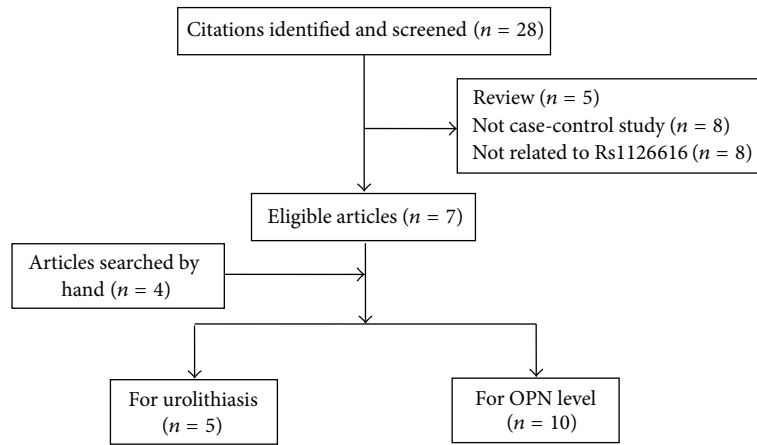 Citations identified and screened (n = 28)
Review (n = 5)
Not case-control study (n = 8)
Not related to Rs1126616 (n = 8)
Eligible articles (n = 7)
Articles searched by
hand (n = 4)
For urolithiasis
(n = 5)
For OPN level
(n = 10)